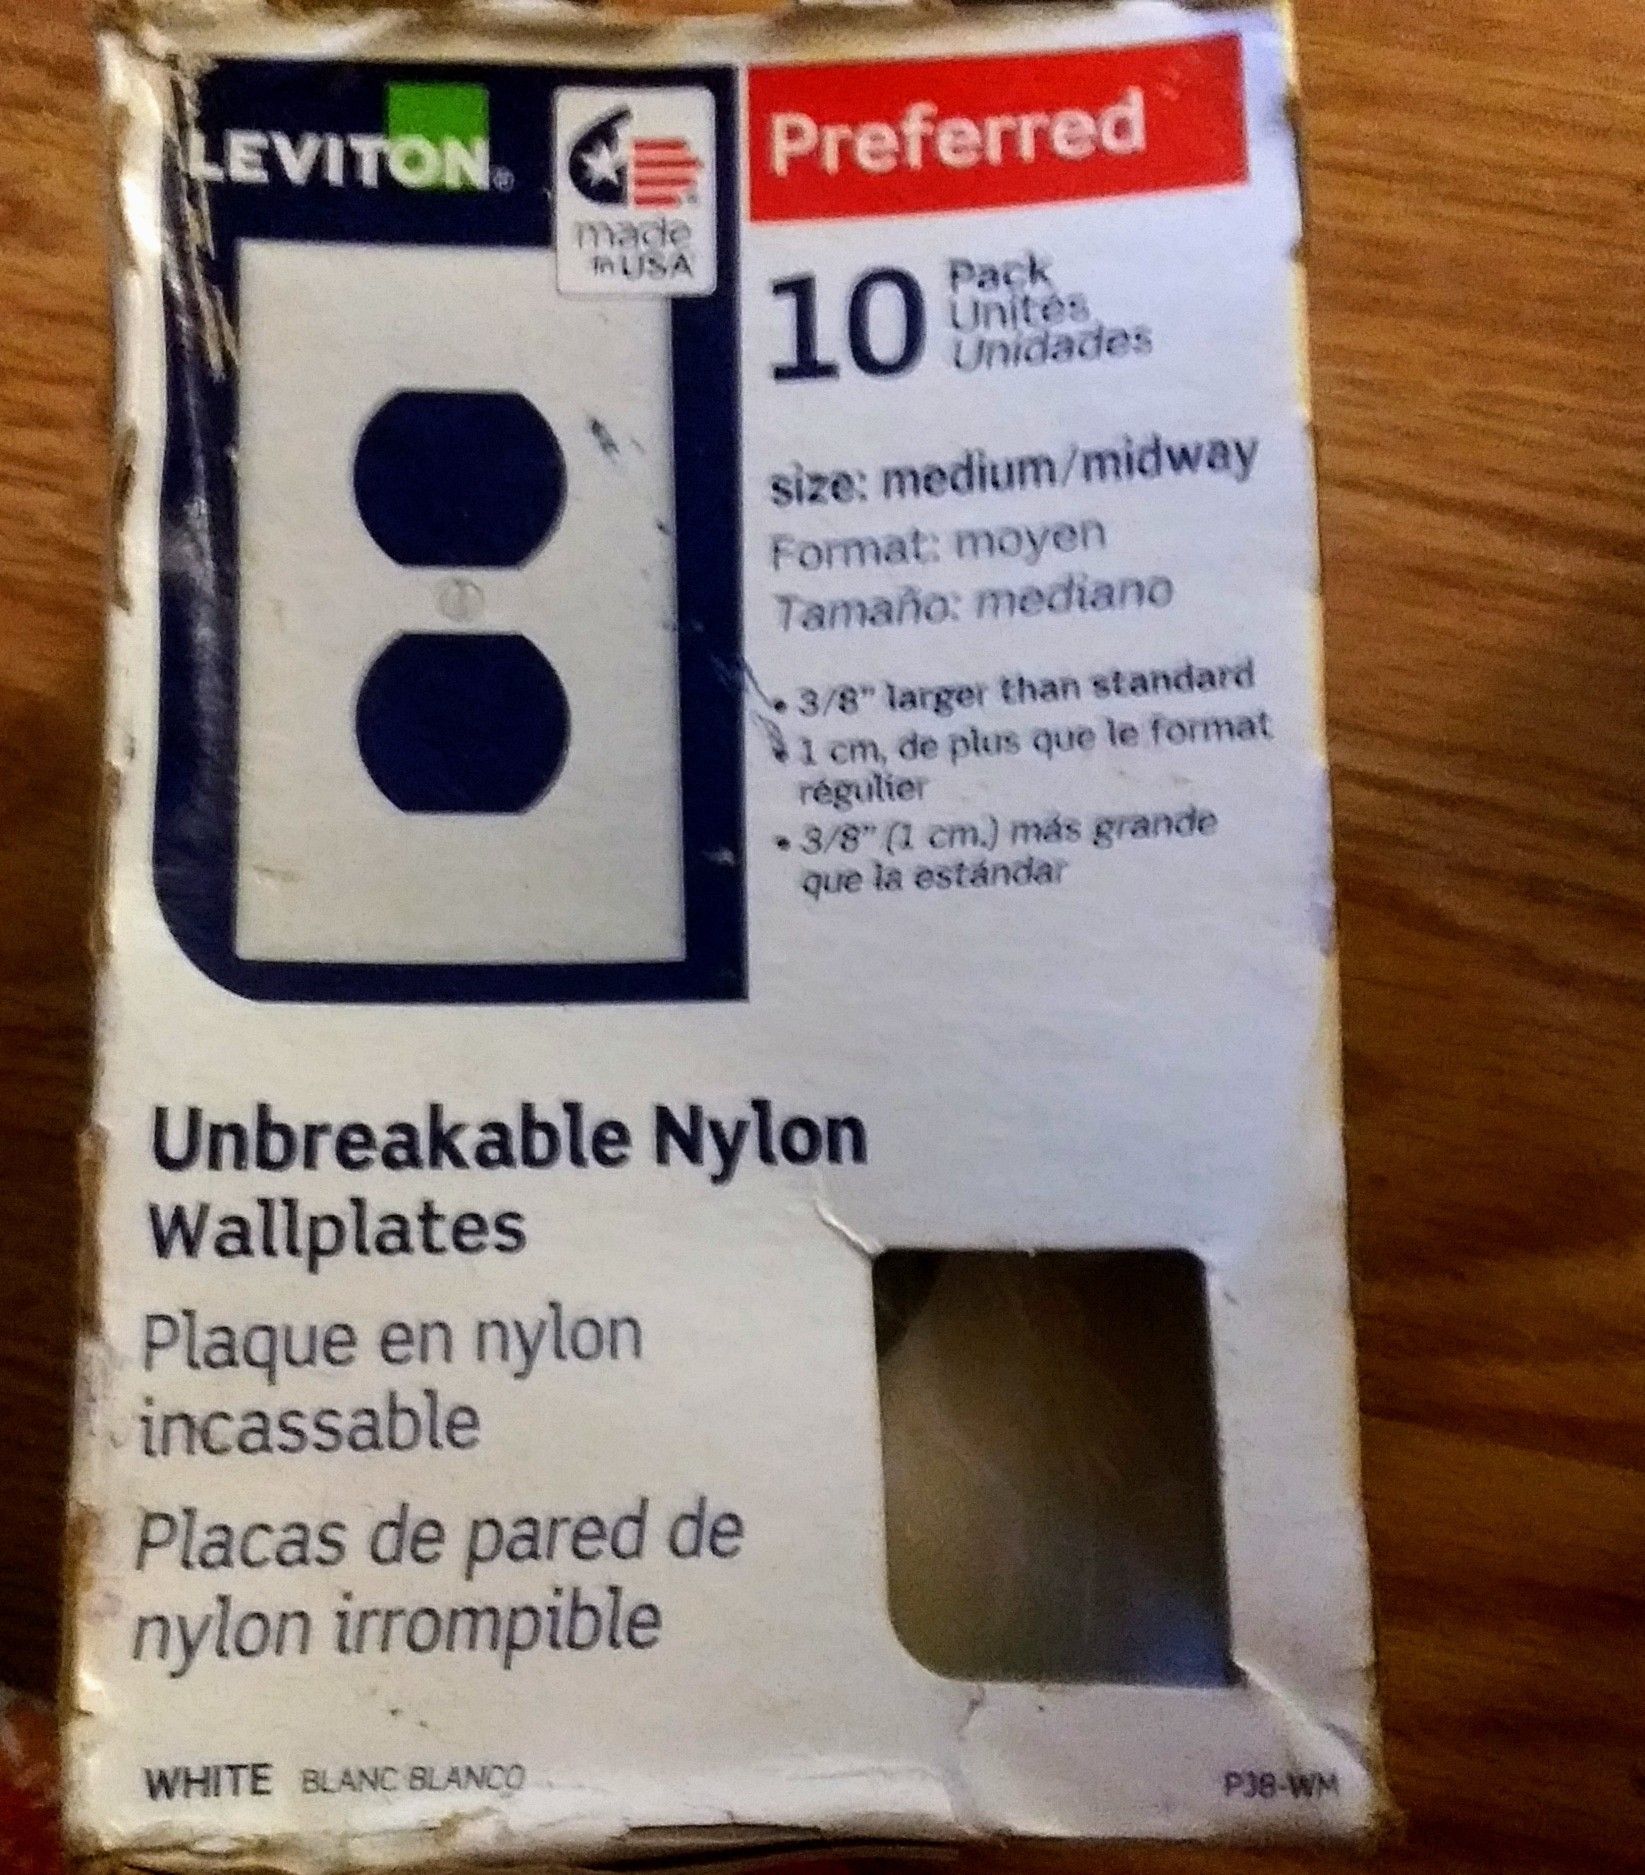 LEVITON®
made
in USA
Preferred
10
Pack
Unités
Unidades
size: medium/midway
Format: moyen
Tamaño: mediano
• 3/8" larger than standard
• 1 cm, de plus que le format
régulier
• 3/8" (1 cm.) más grande
que la estándar
Unbreakable Nylon
Wallplates
Plaque en nylon
incassable
Placas de pared de
nylon irrompible
WHITE BLANC BLANCO
PJ8-WM